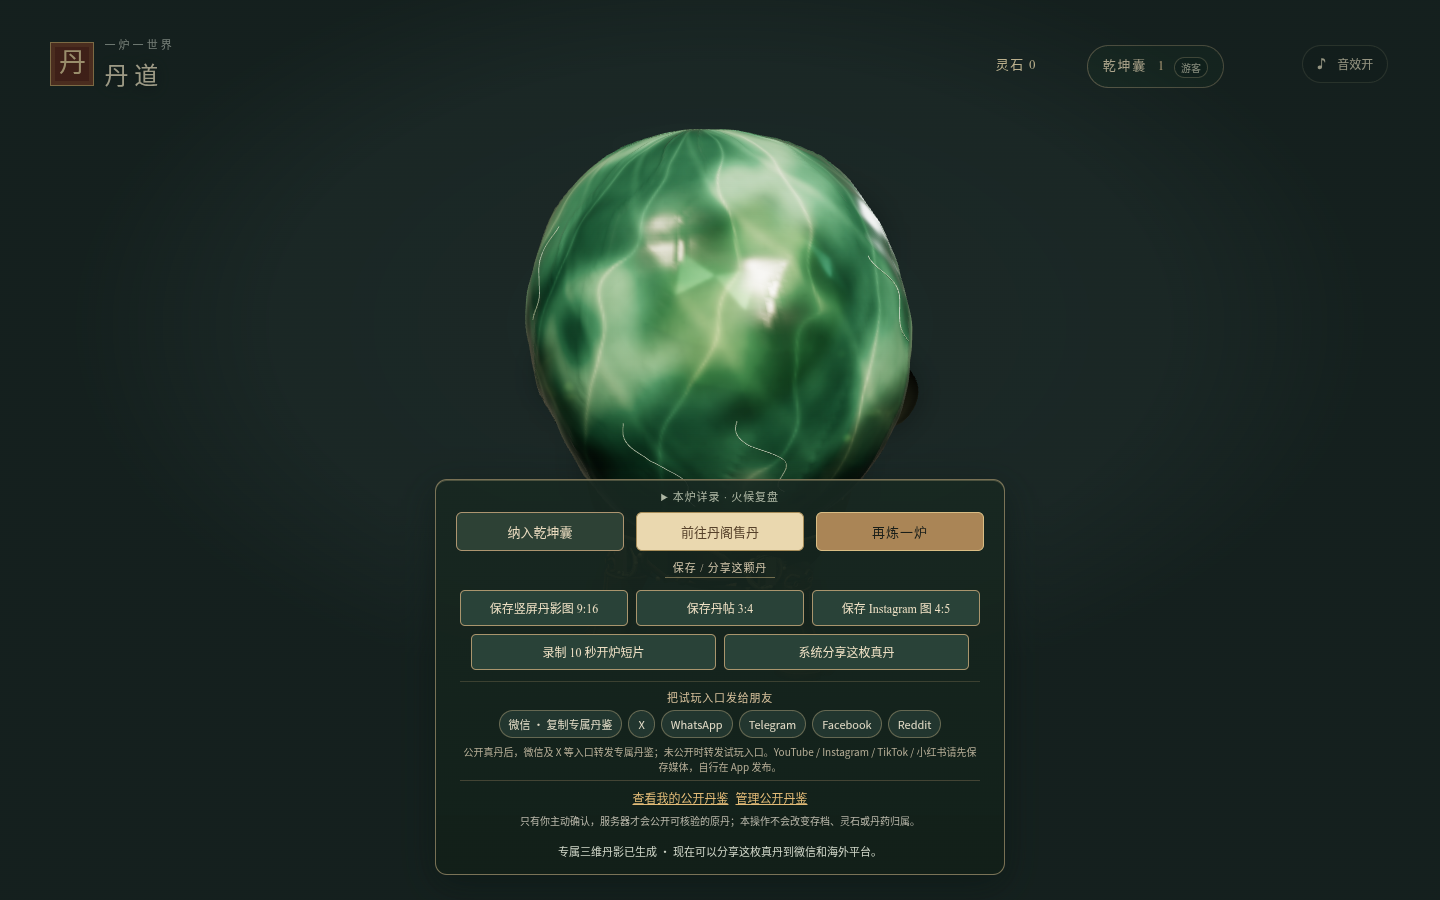 丹
一炉一世界
丹道
灵石 0
乾坤囊 1 游客
♪ 音效开
▶ 本炉详录 · 火候复盘
纳入乾坤囊
前往丹阁售丹
再炼一炉
保存 / 分享这颗丹
保存竖屏丹影图 9:16
保存丹帖 3:4
保存 Instagram 图 4:5
录制 10 秒开炉短片
系统分享这枚真丹
把试玩入口发给朋友
微信 · 复制专属丹鉴
X
WhatsApp
Telegram
Facebook
Reddit
公开真丹后，微信及 X 等入口转发专属丹鉴；未公开时转发试玩入口。YouTube / Instagram / TikTok / 小红书请先保
存媒体，自行在 App 发布。
查看我的公开丹鉴 管理公开丹鉴
只有你主动确认，服务器才会公开可核验的原丹；本操作不会改变存档、灵石或丹药归属。
专属三维丹影已生成 · 现在可以分享这枚真丹到微信和海外平台。